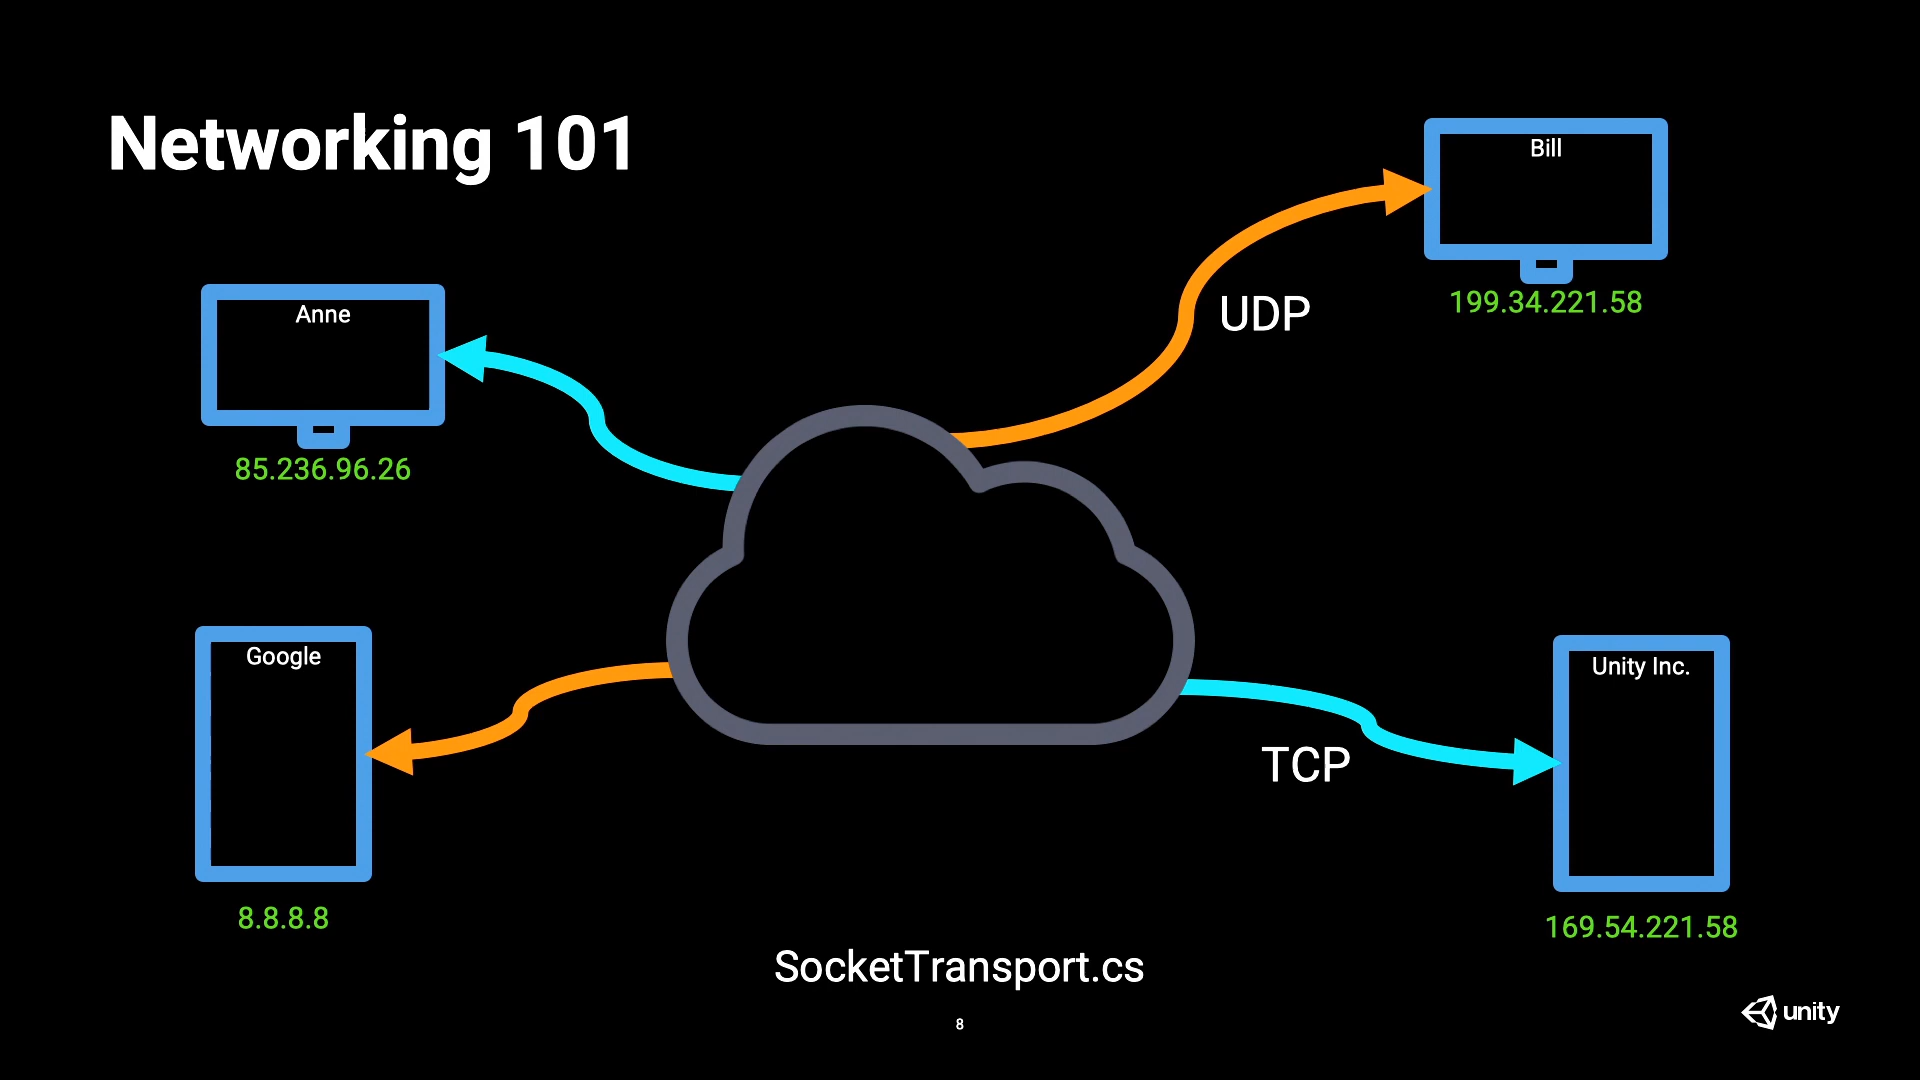 Networking 101
Bill
199.34.221.58
UDP
Anne
85.236.96.26
Google
8.8.8.8
Unity Inc.
169.54.221.58
TCP
SocketTransport.cs
8
unity